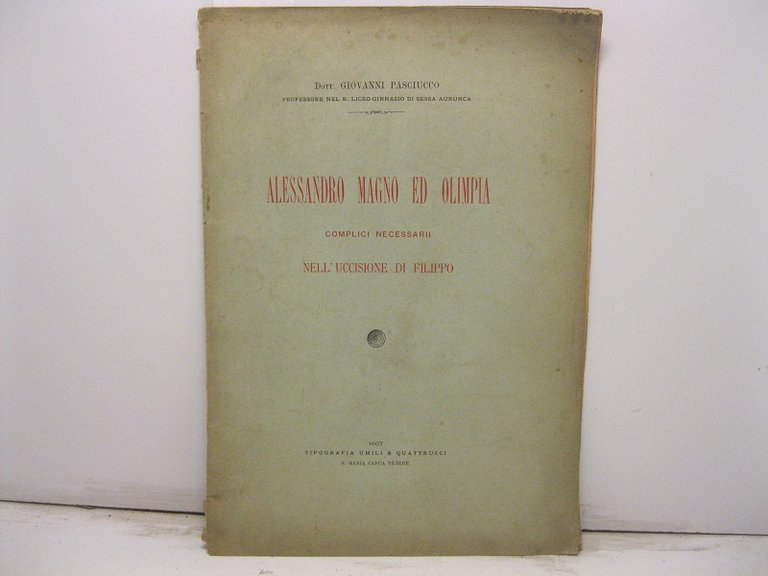 Dott. GIOVANNI PASCIUCCO
PROFESSORE NEL R. LICEO-GINNASIO DI SESSA AURUNCA
ALESSANDRO MAGNO ED OLIMPIA
COMPLICI NECESSARII
NELL'UCCISIONE DI FILIPPO
1907
TIPOGRAFIA UMILI & QUATTRUCCI
S. MARIA CAPUA VETERE